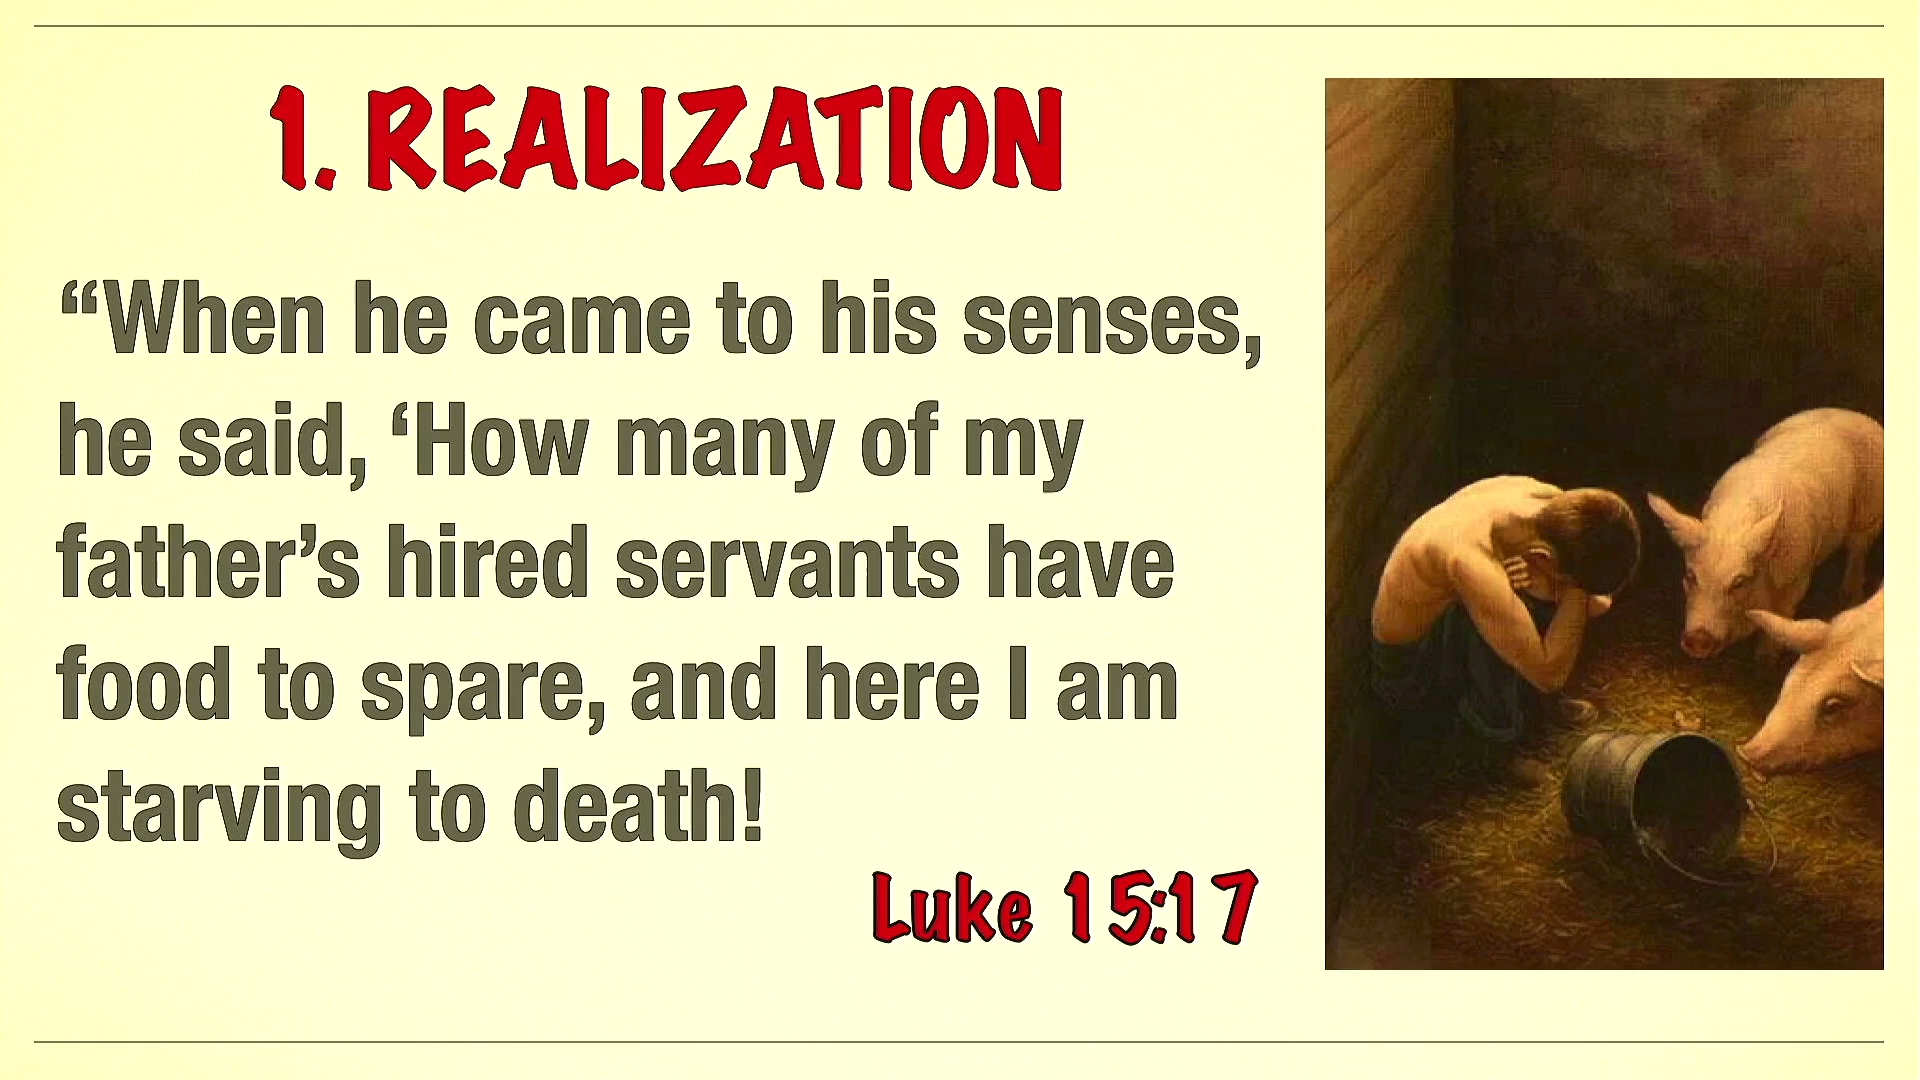 1. REALIZATION
“When he came to his senses,
he said, ‘How many of my
father’s hired servants have
food to spare, and here I am
starving to death!
Luke 15:17